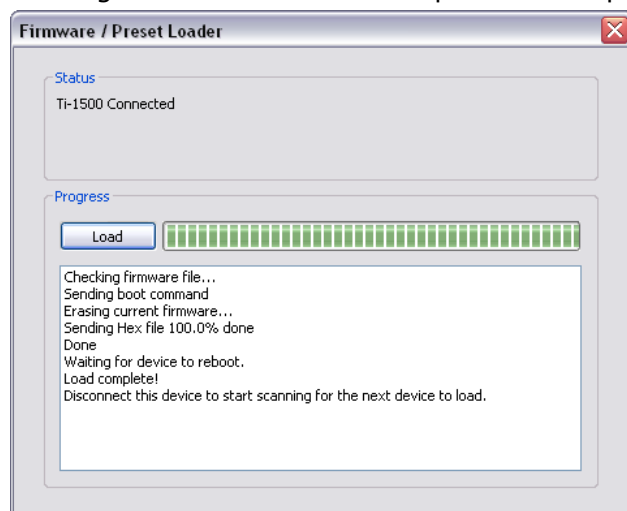 Firmware / Preset Loader
Status
Ti-1500 Connected
Progress
Load
Checking firmware file...
Sending boot command
Erasing current firmware...
Sending Hex file 100.0% done
Done
Waiting for device to reboot.
Load complete!
Disconnect this device to start scanning for the next device to load.